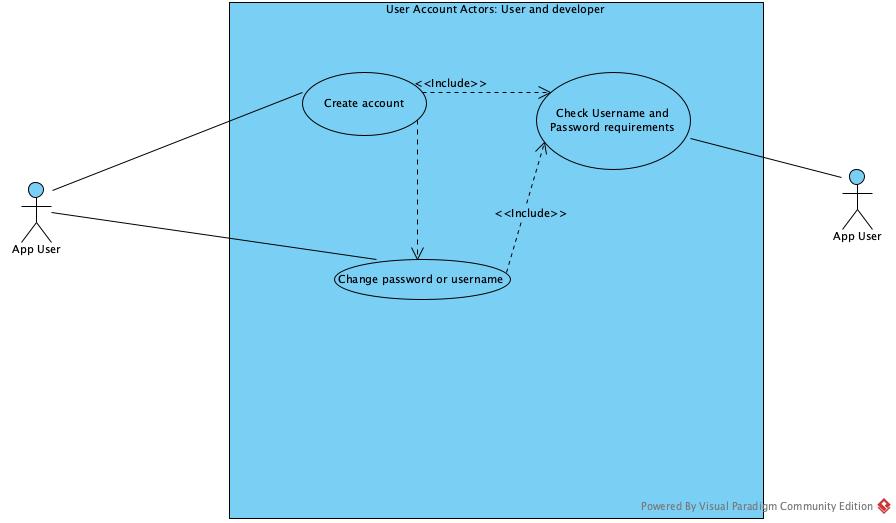 User Account Actors: User and developer
<<Include>>
Create account
Check Username and
Password requirements
<<Include>>
App User
App User
Change password or username
Powered By Visual Paradigm Community Edition